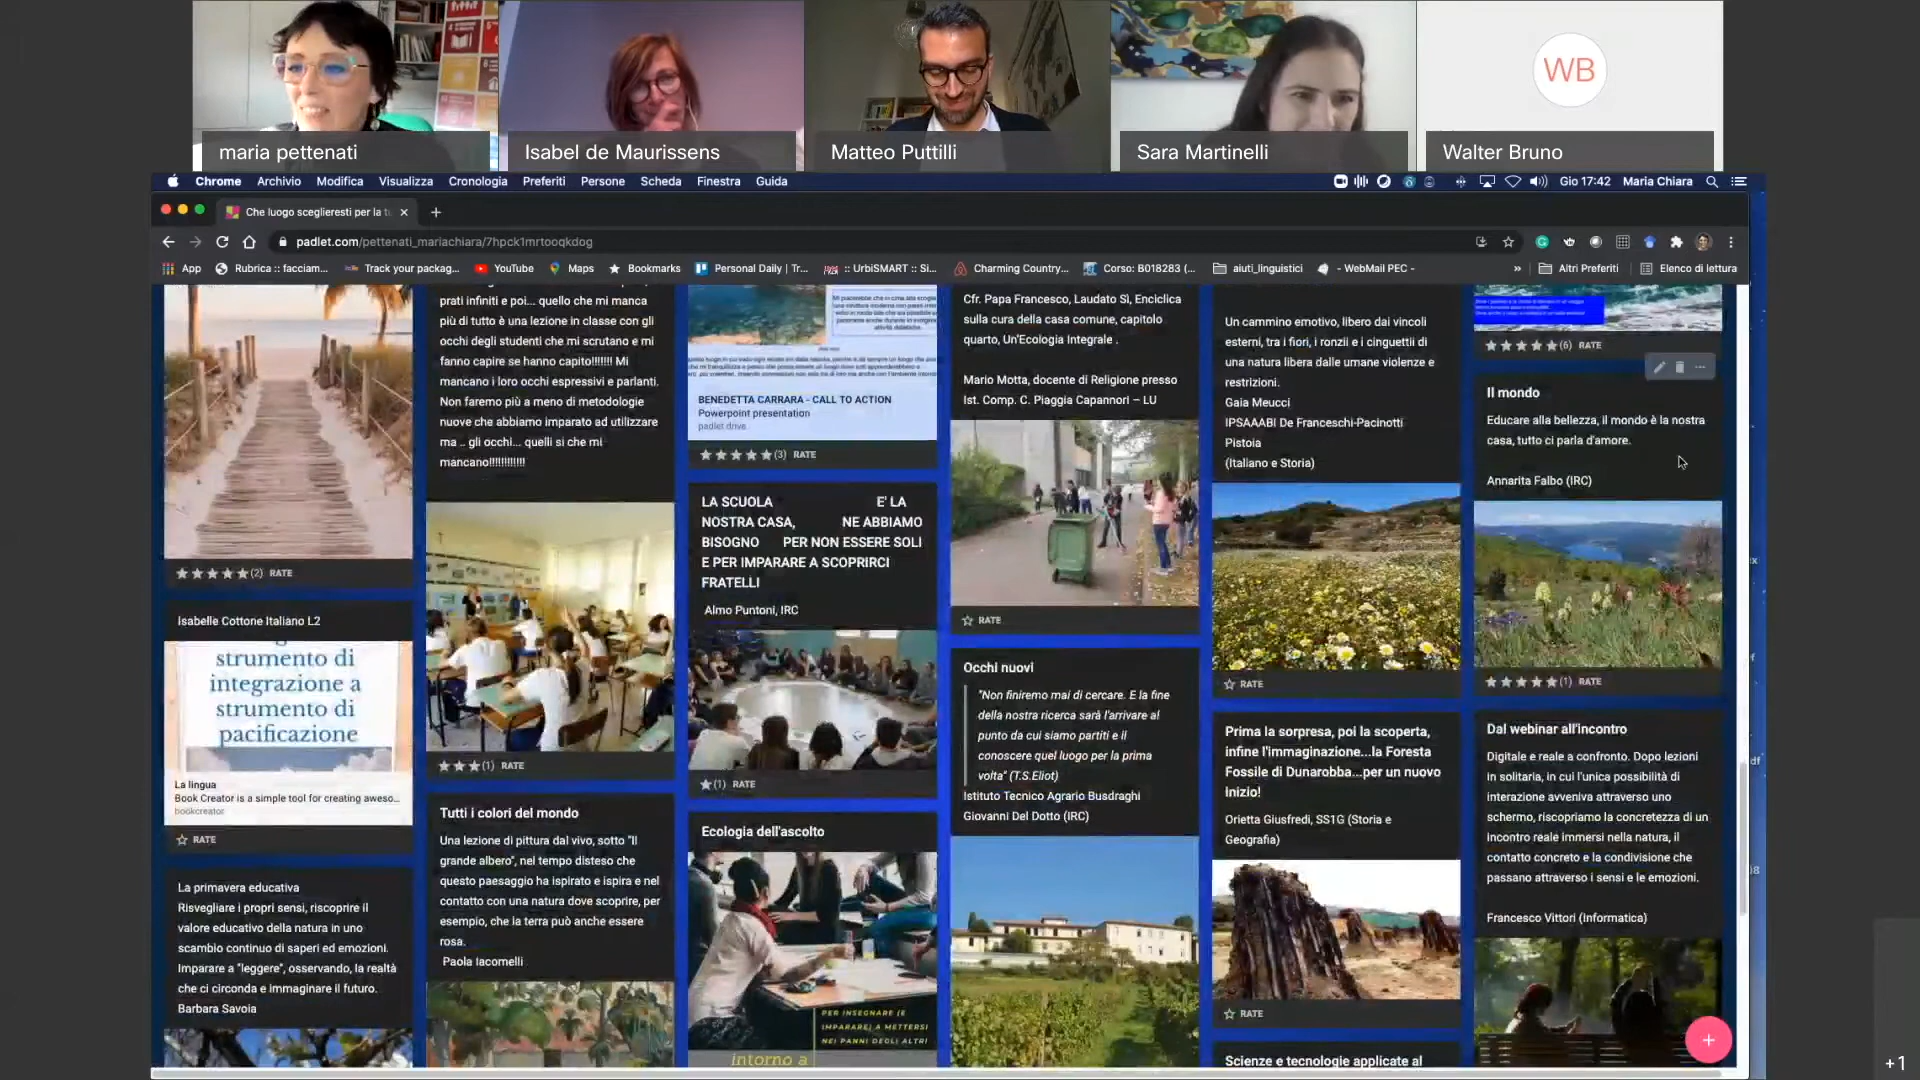 WB
maria pettenati
Isabel de Maurissens
Matteo Puttilli
Sara Martinelli
Walter Bruno
Chrome Archivio Modifica Visualizza Cronologia Preferiti Persone Scheda Finestra Guida
Gio 17:42 Maria Chiara
Che luogo sceglieresti per la tu
padlet.com/pettenati_mariachiara/7hpck1mrtooqkdog
App Rubrica :: facciam... Track your packag... YouTube Maps Bookmarks Personal Daily | Tr... :: UrbiSMART :: Si... Charming Country... Corso: B018283 (... aiuti_linguistici - WebMail PEC - » Altri Preferiti Elenco di lettura
(2) RATE
Isabelle Cottone Italiano L2
strumento di
integrazione a
strumento di
pacificazione
La lingua
Book Creator is a simple tool for creating aweso...
bookcreator
RATE
La primavera educativa
Risvegliare i propri sensi, riscoprire il
valore educativo della natura in uno
scambio continuo di saperi ed emozioni.
Imparare a "leggere", osservando, la realtà
che ci circonda e immaginare il futuro.
Barbara Savoia
prati infiniti e poi... quello che mi manca
più di tutto è una lezione in classe con gli
occhi degli studenti che mi scrutano e mi
fanno capire se hanno capito!!!!!!! Mi
mancano i loro occhi espressivi e parlanti.
Non faremo più a meno di metodologie
nuove che abbiamo imparato ad utilizzare
ma .. gli occhi... quelli si che mi
mancano!!!!!!!!!!!!
(1) RATE
Tutti i colori del mondo
Una lezione di pittura dal vivo, sotto "Il
grande albero", nel tempo disteso che
questo paesaggio ha ispirato e ispira e nel
contatto con una natura dove scoprire, per
esempio, che la terra può anche essere
rosa.
Paola Iacomelli
BENEDETTA CARRARA - CALL TO ACTION
Powerpoint presentation
padlet drive
(3) RATE
LA SCUOLA E' LA
NOSTRA CASA, NE ABBIAMO
BISOGNO PER NON ESSERE SOLI
E PER IMPARARE A SCOPRIRCI
FRATELLI
Almo Puntoni, IRC
(1) RATE
Ecologia dell'ascolto
PER INSEGNARE (E
IMPARARE) A METTERSI
NEI PANNI DEGLI ALTRI
intorno a
Cfr. Papa Francesco, Laudato Sì, Enciclica
sulla cura della casa comune, capitolo
quarto, Un'Ecologia Integrale .
Mario Motta, docente di Religione presso
Ist. Comp. C. Piaggia Capannori – LU
RATE
Occhi nuovi
"Non finiremo mai di cercare. E la fine
della nostra ricerca sarà l'arrivare al
punto da cui siamo partiti e il
conoscere quel luogo per la prima
volta" (T.S.Eliot)
Istituto Tecnico Agrario Busdraghi
Giovanni Del Dotto (IRC)
Un cammino emotivo, libero dai vincoli
esterni, tra i fiori, i ronzii e i cinguettii di
una natura libera dalle umane violenze e
restrizioni.
Gaia Meucci
IPSAAABI De Franceschi-Pacinotti
Pistoia
(Italiano e Storia)
RATE
Prima la sorpresa, poi la scoperta,
infine l'immaginazione...la Foresta
Fossile di Dunarobba...per un nuovo
inizio!
Orietta Giusfredi, SS1G (Storia e
Geografia)
RATE
Scienze e tecnologie applicate al
(6) RATE
Il mondo
Educare alla bellezza, il mondo è la nostra
casa, tutto ci parla d'amore.
Annarita Falbo (IRC)
(1) RATE
Dal webinar all'incontro
Digitale e reale a confronto. Dopo lezioni
in solitaria, in cui l'unica possibilità di
interazione avveniva attraverso uno
schermo, riscopriamo la concretezza di un
incontro reale immersi nella natura, il
contatto concreto e la condivisione che
passano attraverso i sensi e le emozioni.
Francesco Vittori (Informatica)
+1